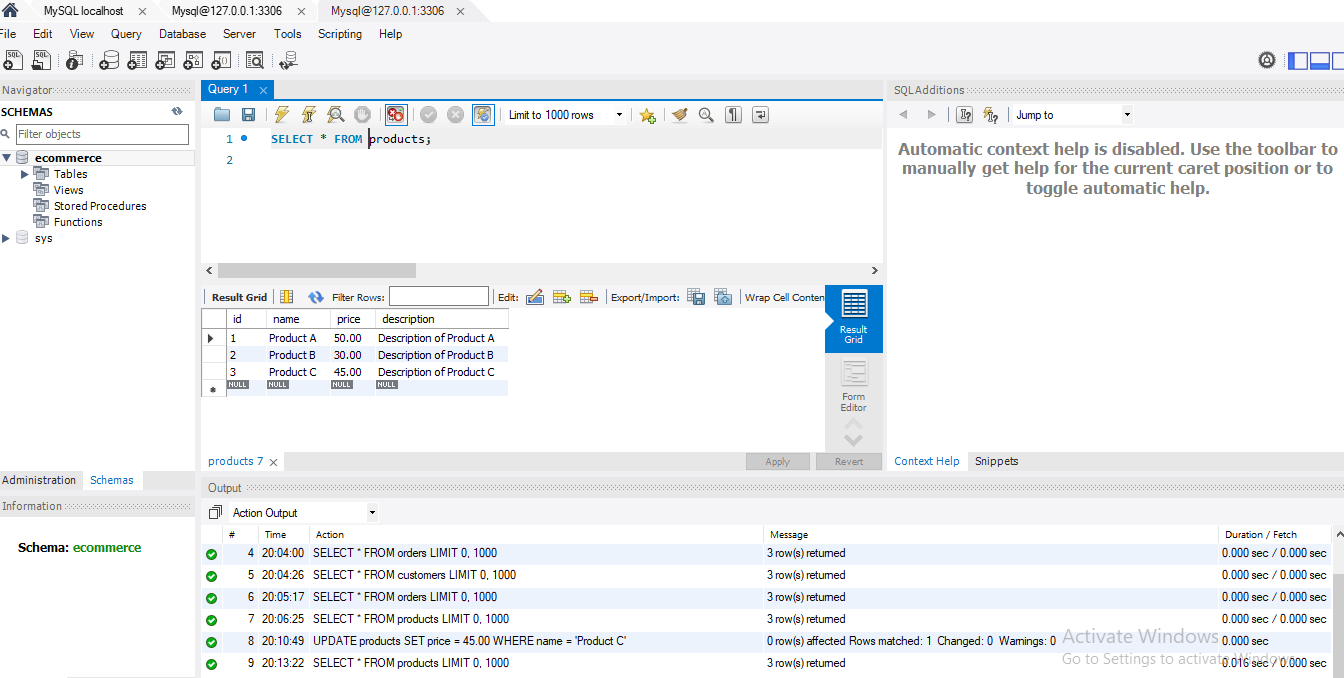 MySQL localhost × Mysql@127.0.0.1:3306 × Mysql@127.0.0.1:3306 ×
File Edit View Query Database Server Tools Scripting Help
Navigator
SCHEMAS
Filter objects
ecommerce
Tables
Views
Stored Procedures
Functions
sys
Administration Schemas
Information
Schema: ecommerce
Query 1 ×
Limit to 1000 rows
1 SELECT * FROM products;
2
Result Grid Filter Rows: Edit: Export/Import: Wrap Cell Conten
id name price description
1 Product A 50.00 Description of Product A
2 Product B 30.00 Description of Product B
3 Product C 45.00 Description of Product C
NULL NULL NULL NULL
Result
Grid
Form
Editor
products 7 × Apply Revert
SQLAdditions
Jump to
Automatic context help is disabled. Use the toolbar to
manually get help for the current caret position or to
toggle automatic help.
Context Help Snippets
Output
Action Output
# Time Action Message Duration / Fetch
4 20:04:00 SELECT * FROM orders LIMIT 0, 1000 3 row(s) returned 0.000 sec / 0.000 sec
5 20:04:26 SELECT * FROM customers LIMIT 0, 1000 3 row(s) returned 0.000 sec / 0.000 sec
6 20:05:17 SELECT * FROM orders LIMIT 0, 1000 3 row(s) returned 0.000 sec / 0.000 sec
7 20:06:25 SELECT * FROM products LIMIT 0, 1000 3 row(s) returned 0.000 sec / 0.000 sec
8 20:10:49 UPDATE products SET price = 45.00 WHERE name = 'Product C' 0 row(s) affected Rows matched: 1 Changed: 0 Warnings: 0 0.000 sec
9 20:13:22 SELECT * FROM products LIMIT 0, 1000 3 row(s) returned 0.016 sec / 0.000 sec
Activate Windows
Go to Settings to activate Windows.